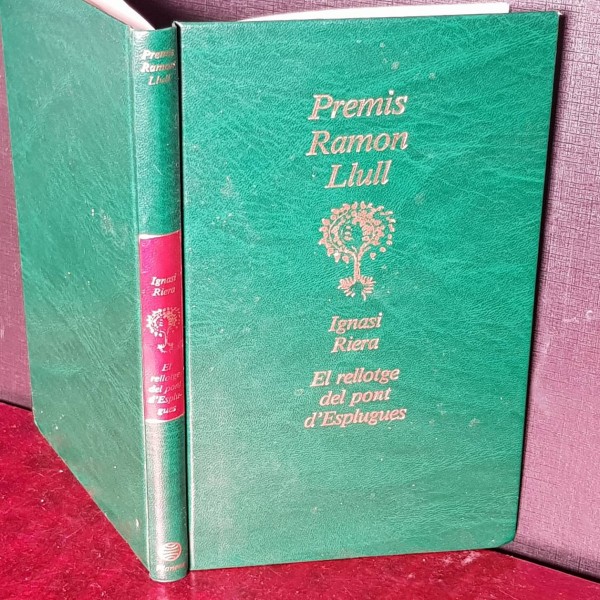 Premis
Ramon
Llull
Ignasi
Riera
El
rellotge
del pont
d'Esplu-
gues
Planeta
Premis
Ramon
Llull
Ignasi
Riera
El rellotge
del pont
d'Esplugues